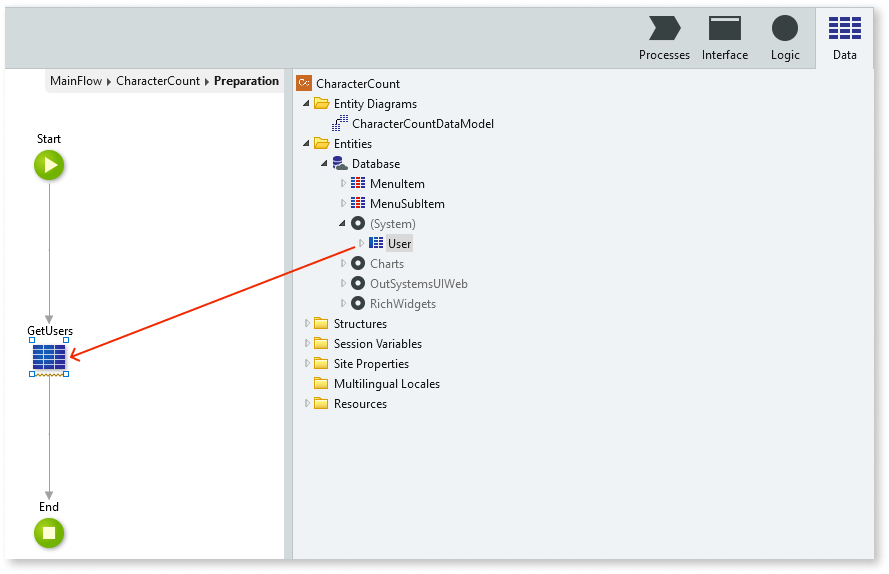 Processes
Interface
Logic
Data
MainFlow CharacterCount Preparation
Start
GetUsers
End
CharacterCount
Entity Diagrams
CharacterCountDataModel
Entities
Database
MenuItem
MenuSubItem
(System)
User
Charts
OutSystemsUIWeb
RichWidgets
Structures
Session Variables
Site Properties
Multilingual Locales
Resources